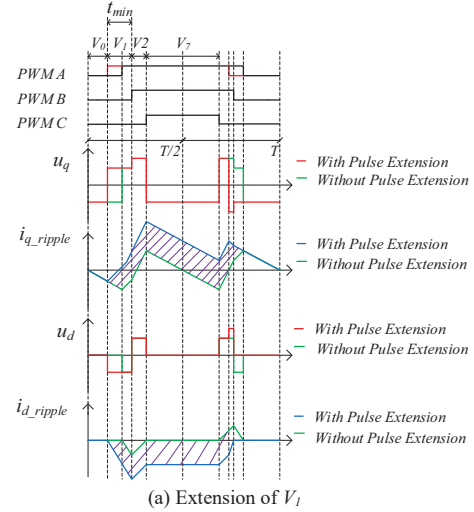 t_min
V_0 V_1 V2 V_7
PWM A
PWM B
PWM C
T/2 T
u_q
With Pulse Extension
Without Pulse Extension
i_q_ripple
With Pulse Extension
Without Pulse Extension
u_d
With Pulse Extension
Without Pulse Extension
i_d_ripple
With Pulse Extension
Without Pulse Extension
(a) Extension of V_1